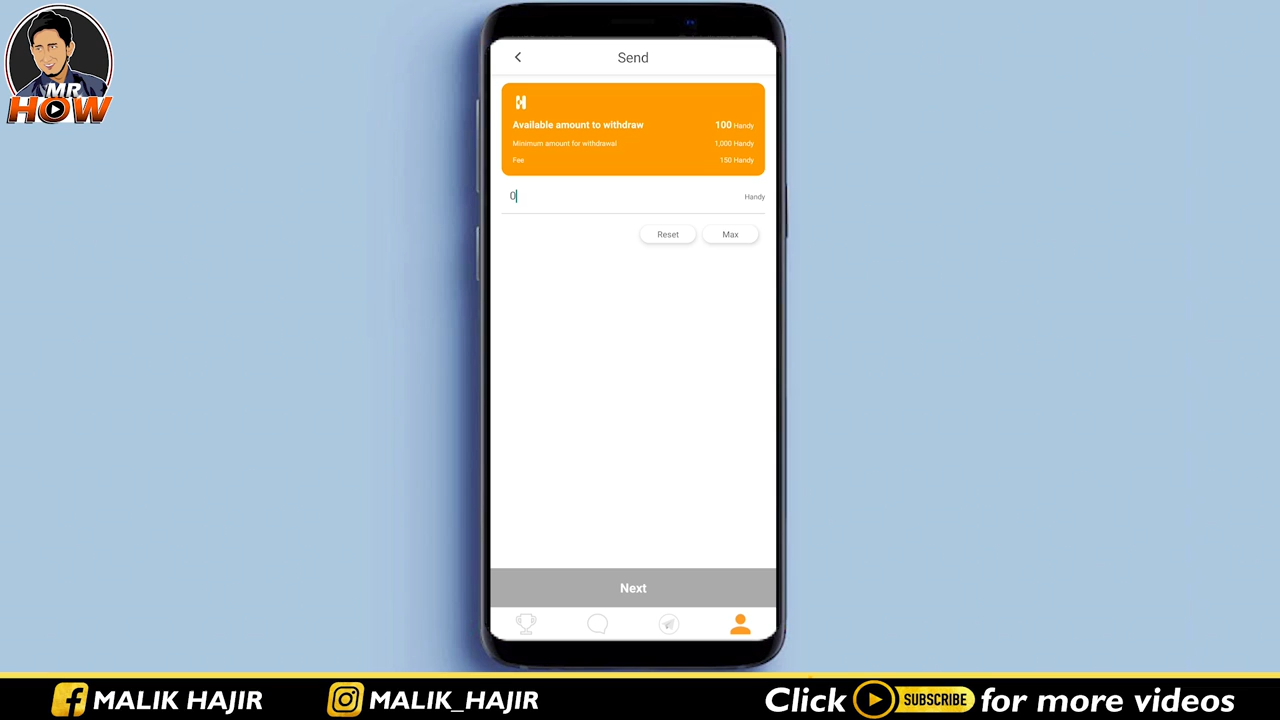 MR
HOW
Send
Available amount to withdraw 100 Handy
Minimum amount for withdrawal 1,000 Handy
Fee 150 Handy
0 Handy
Reset Max
Next
MALIK HAJIR MALIK_HAJIR Click SUBSCRIBE for more videos